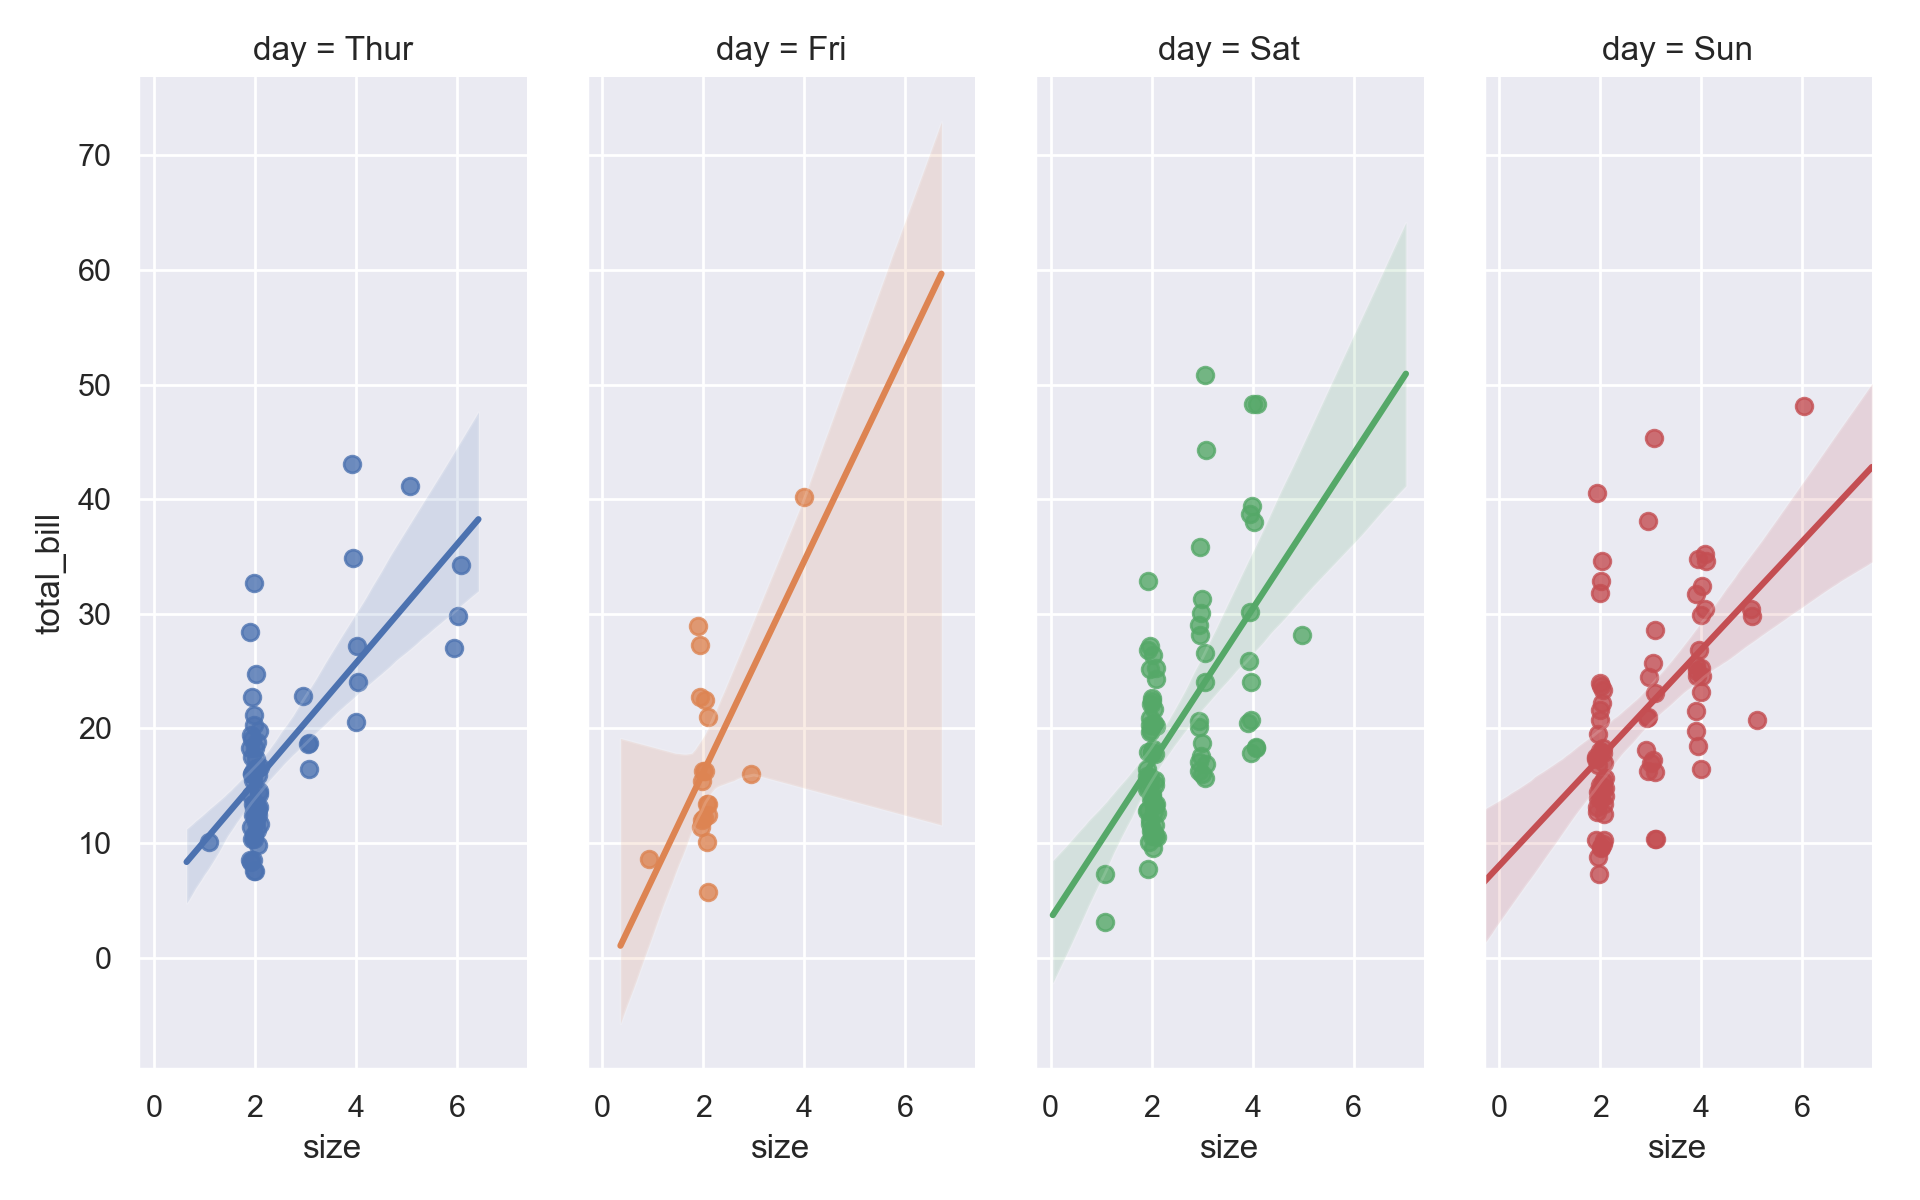 day = Thur
day = Fri
day = Sat
day = Sun
total_bill
70
60
50
40
30
20
10
0
0 2 4 6
0 2 4 6
0 2 4 6
0 2 4 6
size
size
size
size